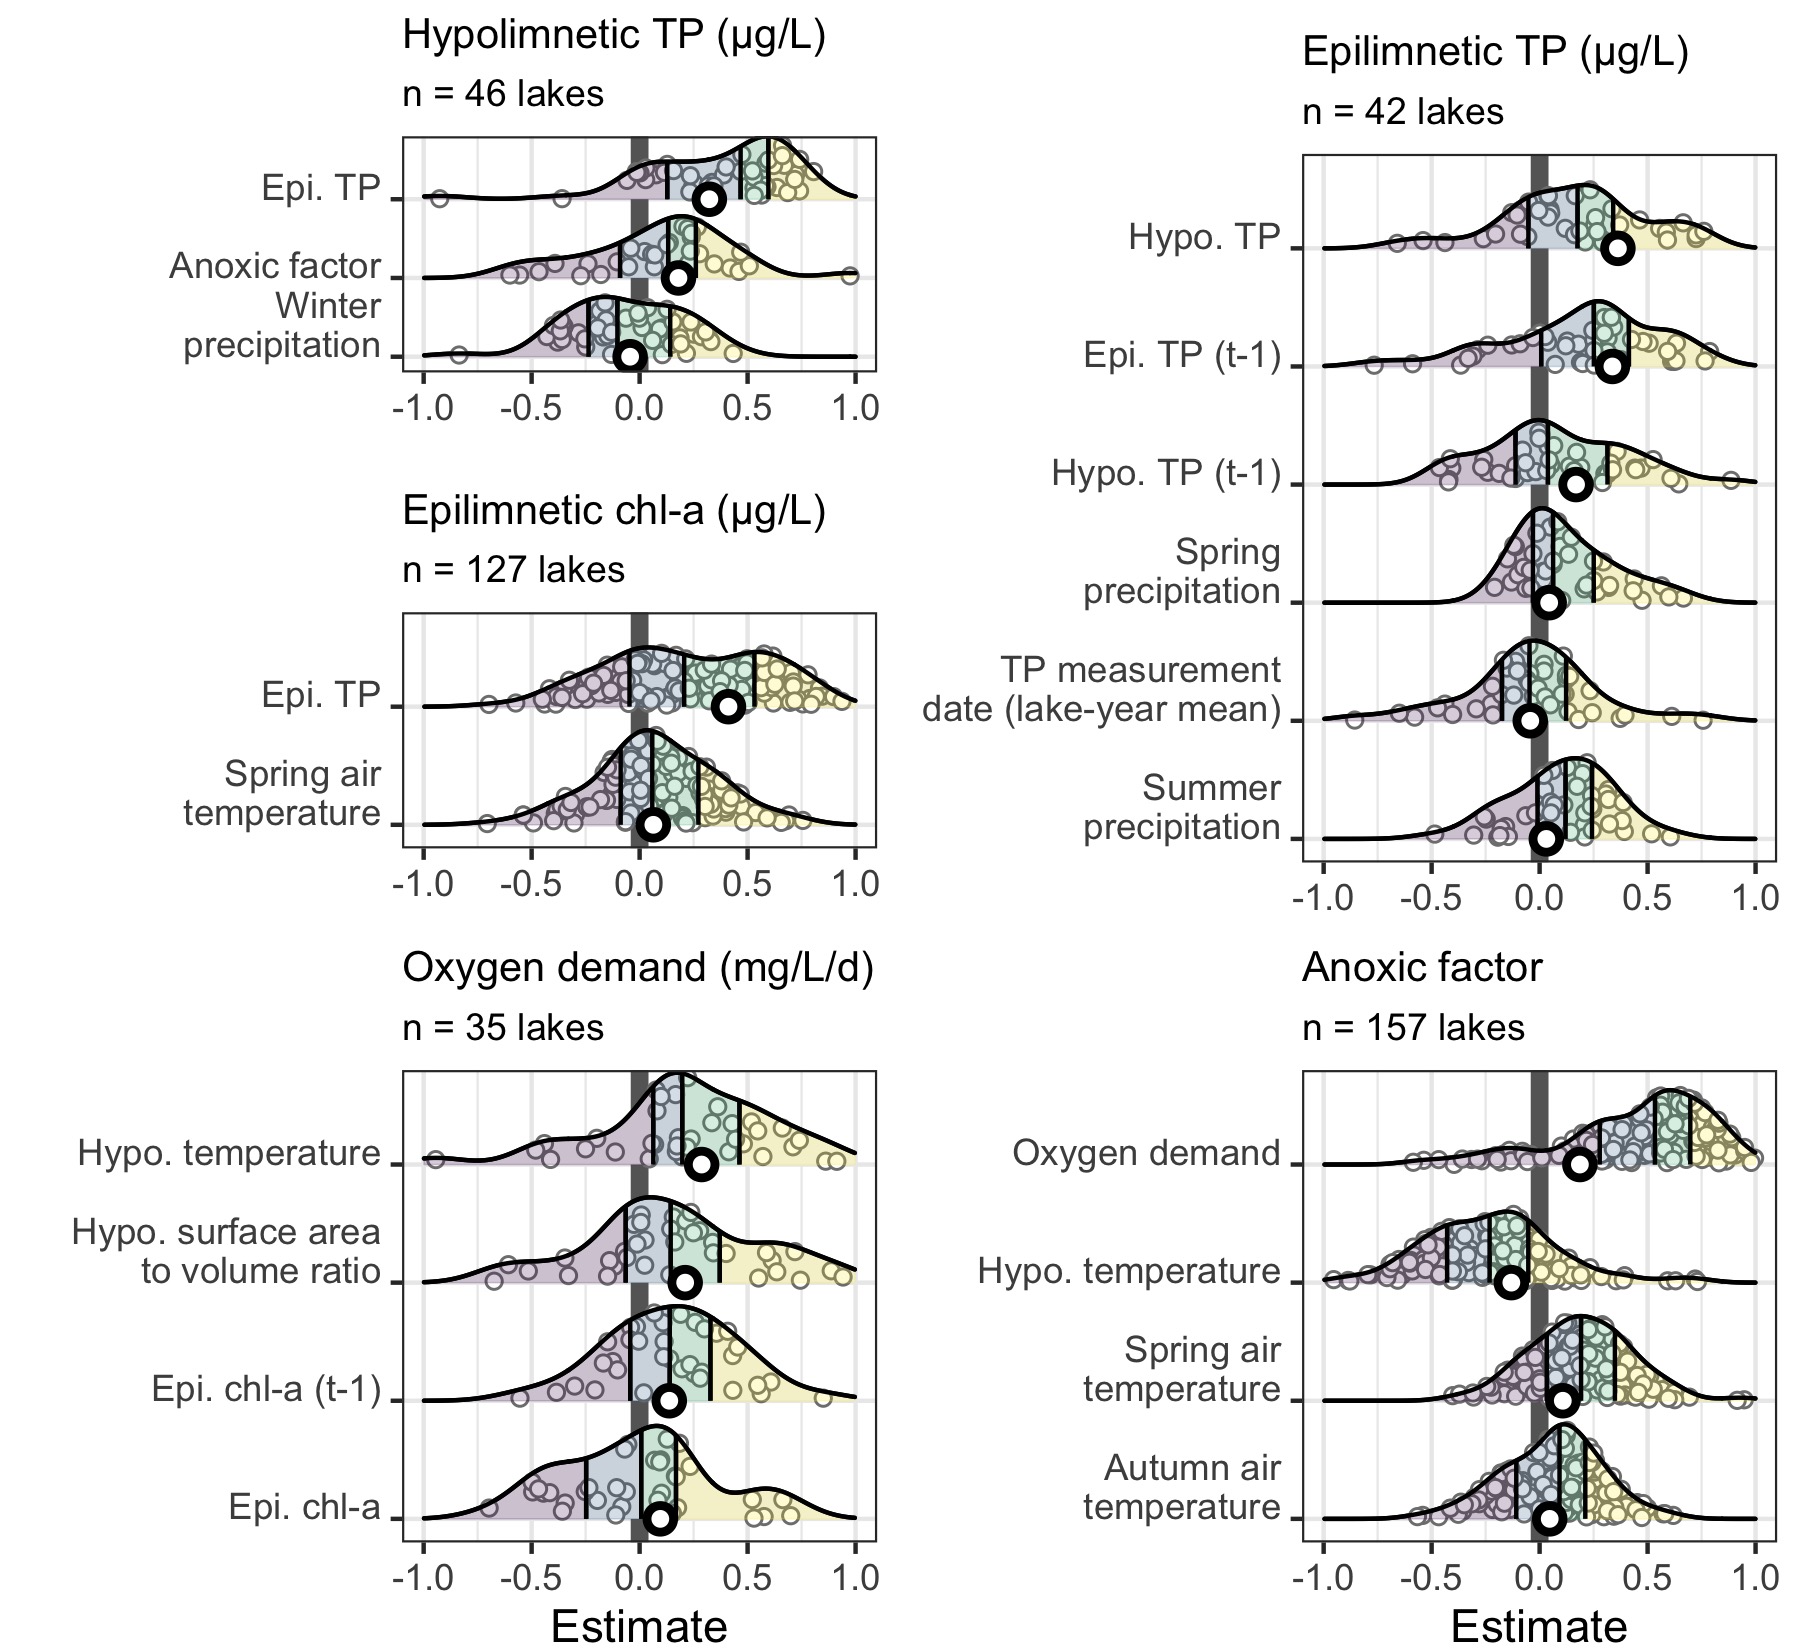 Hypolimnetic TP (µg/L)
n = 46 lakes
Epi. TP
Anoxic factor
Winter
precipitation
-1.0 -0.5 0.0 0.5 1.0
Epilimnetic chl-a (µg/L)
n = 127 lakes
Epi. TP
Spring air
temperature
-1.0 -0.5 0.0 0.5 1.0
Oxygen demand (mg/L/d)
n = 35 lakes
Hypo. temperature
Hypo. surface area
to volume ratio
Epi. chl-a (t-1)
Epi. chl-a
-1.0 -0.5 0.0 0.5 1.0
Estimate
Epilimnetic TP (µg/L)
n = 42 lakes
Hypo. TP
Epi. TP (t-1)
Hypo. TP (t-1)
Spring
precipitation
TP measurement
date (lake-year mean)
Summer
precipitation
-1.0 -0.5 0.0 0.5 1.0
Anoxic factor
n = 157 lakes
Oxygen demand
Hypo. temperature
Spring air
temperature
Autumn air
temperature
-1.0 -0.5 0.0 0.5 1.0
Estimate